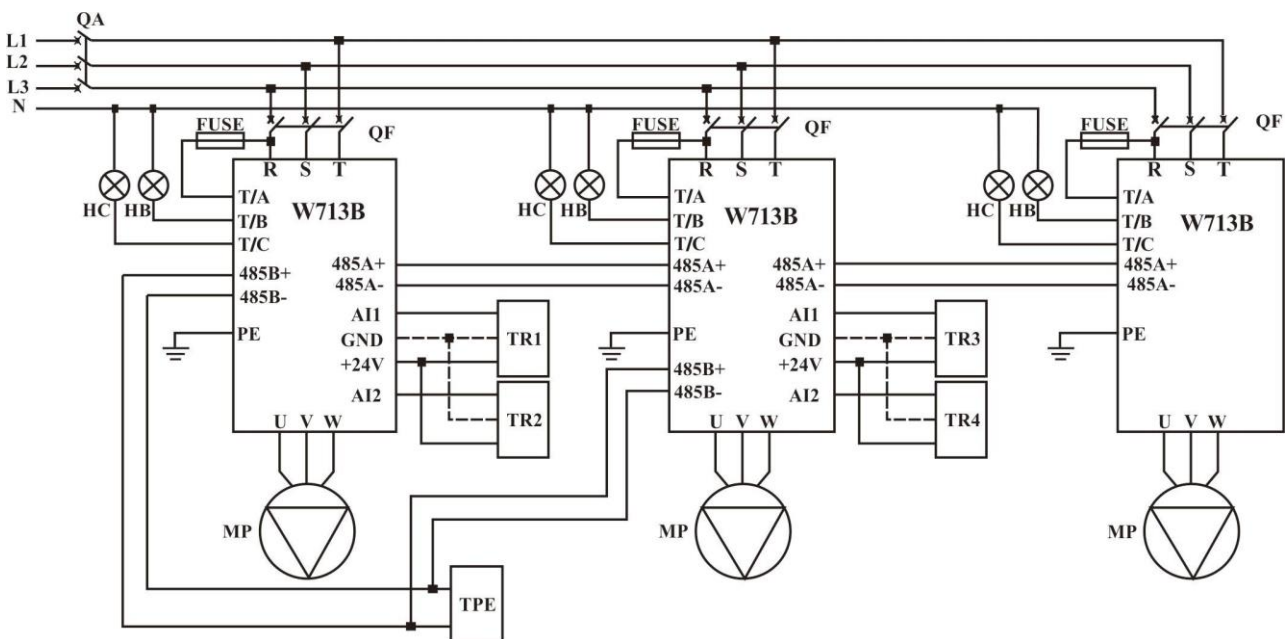 QA
L1
L2
L3
N
FUSE QF FUSE QF FUSE QF
R S T R S T R S T
HC HB T/A HC HB T/A HC HB T/A
T/B T/B T/B
W713B W713B W713B
T/C T/C T/C
485B+ 485A+ 485A+ 485A+ 485A+
485B- 485A- 485A- 485A- 485A-
AI1 AI1
PE GND TR1 PE GND TR3 PE
+24V 485B+ +24V
AI2 485B- AI2
TR2 TR4
U V W U V W U V W
MP MP MP
TPE